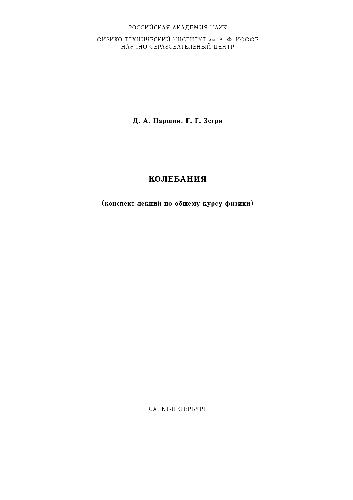 РОССИЙСКАЯ АКАДЕМИЯ НАУК
ФИЗИКО-ТЕХНИЧЕСКИЙ ИНСТИТУТ им. А. Ф. ИОФФЕ
НАУЧНО-ОБРАЗОВАТЕЛЬНЫЙ ЦЕНТР
Д. А. Паршин, Г. Г. Зегря
КОЛЕБАНИЯ
(конспект лекций по общему курсу физики)
САНКТ-ПЕТЕРБУРГ